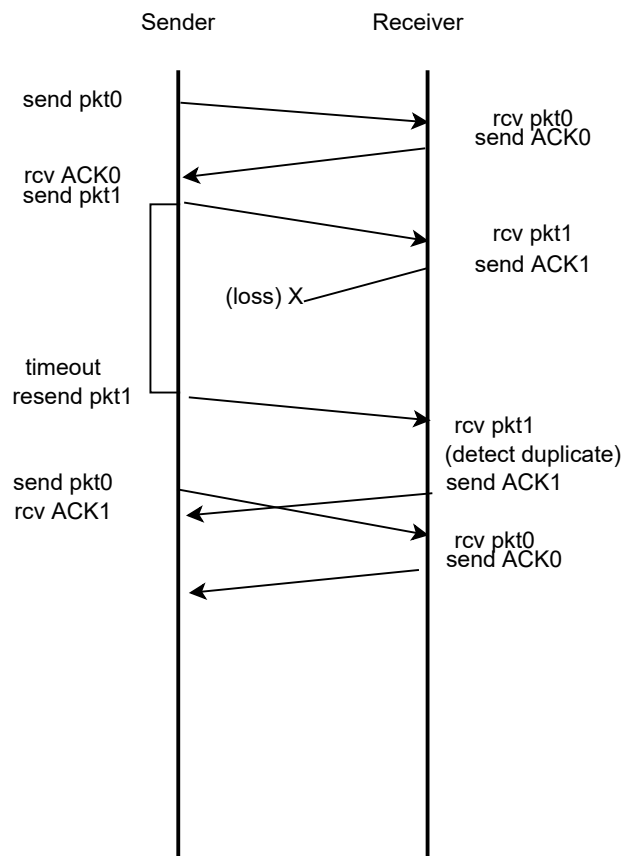 Sender
Receiver
send pkt0
rcv pkt0
send ACK0
rcv ACK0
send pkt1
rcv pkt1
send ACK1
(loss) X
timeout
resend pkt1
rcv pkt1
(detect duplicate)
send ACK1
send pkt0
rcv ACK1
rcv pkt0
send ACK0